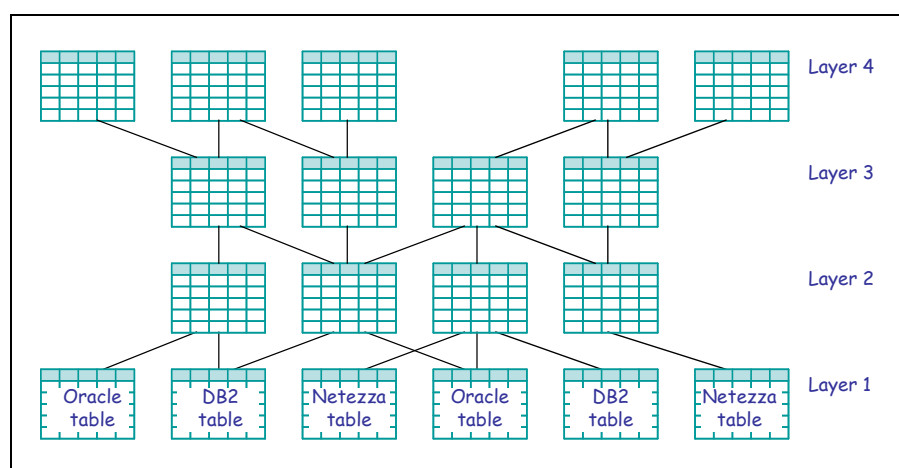 Layer 4
Layer 3
Layer 2
Oracle table
DB2 table
Netezza table
Oracle table
DB2 table
Netezza table
Layer 1